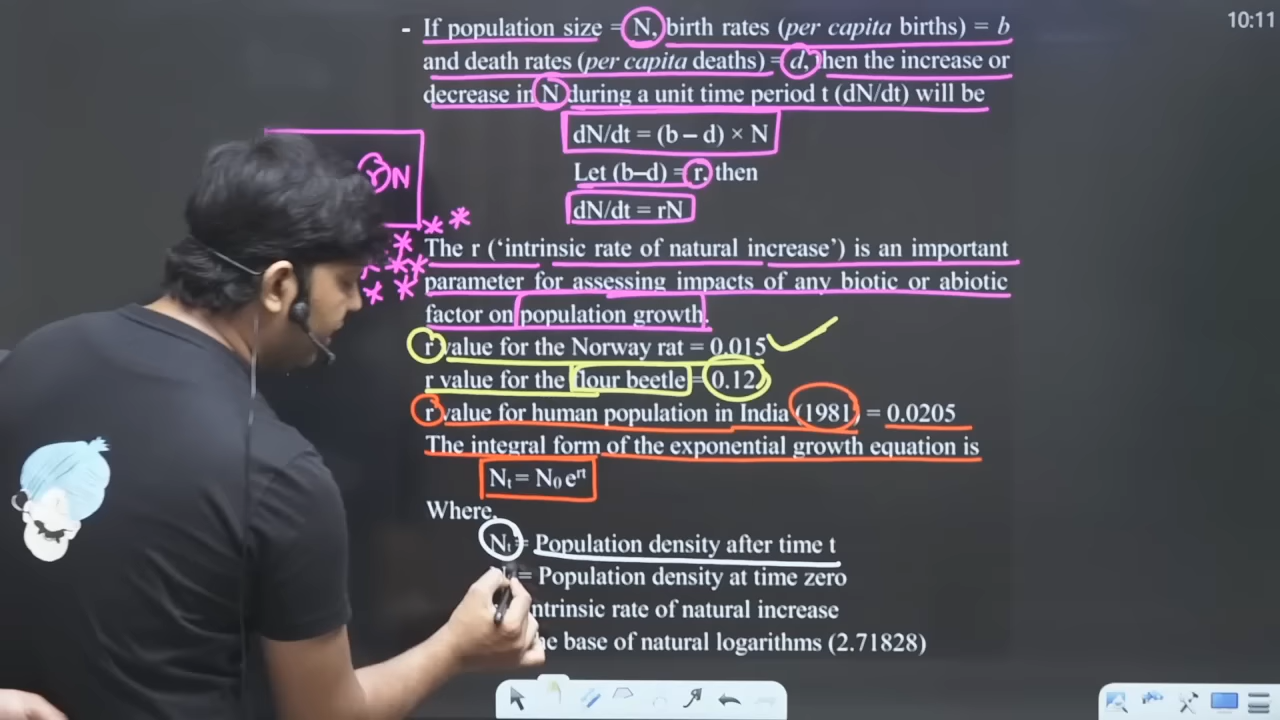 10:11
- If population size = N, birth rates (per capita births) = b
and death rates (per capita deaths) = d, then the increase or
decrease in N during a unit time period t (dN/dt) will be
dN/dt = (b – d) × N
Let (b–d) = r, then
rN
dN/dt = rN
The r (‘intrinsic rate of natural increase’) is an important
parameter for assessing impacts of any biotic or abiotic
factor on population growth.
r value for the Norway rat = 0.015
r value for the flour beetle = 0.12
r value for human population in India (1981) = 0.0205
The integral form of the exponential growth equation is
Nt = N0 eʳᵗ
Where,
Nt = Population density after time t
= Population density at time zero
intrinsic rate of natural increase
base of natural logarithms (2.71828)